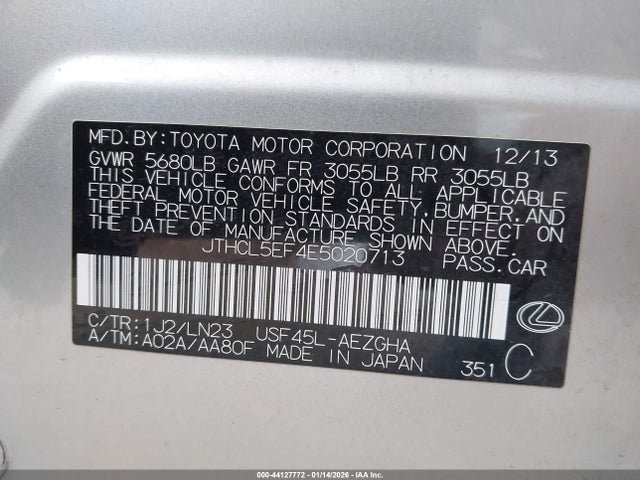 MFD.BY:TOYOTA MOTOR CORPORATION 12/13
GVWR 5680LB GAWR FR 3055LB RR 3055LB
THIS VEHICLE CONFORMS TO ALL APPLICABLE
FEDERAL MOTOR VEHICLE SAFETY,BUMPER,AND
THEFT PREVENTION STANDARDS IN EFFECT ON
THE DATE OF MANUFACTURE SHOWN ABOVE.
JTHCL5EF4E5020713 PASS.CAR
C/TR:1J2/LN23 USF45L-AEZGHA
A/TM:A02A/AA80F MADE IN JAPAN 351 C
000-44127772 - 01/14/2026 - IAA Inc.